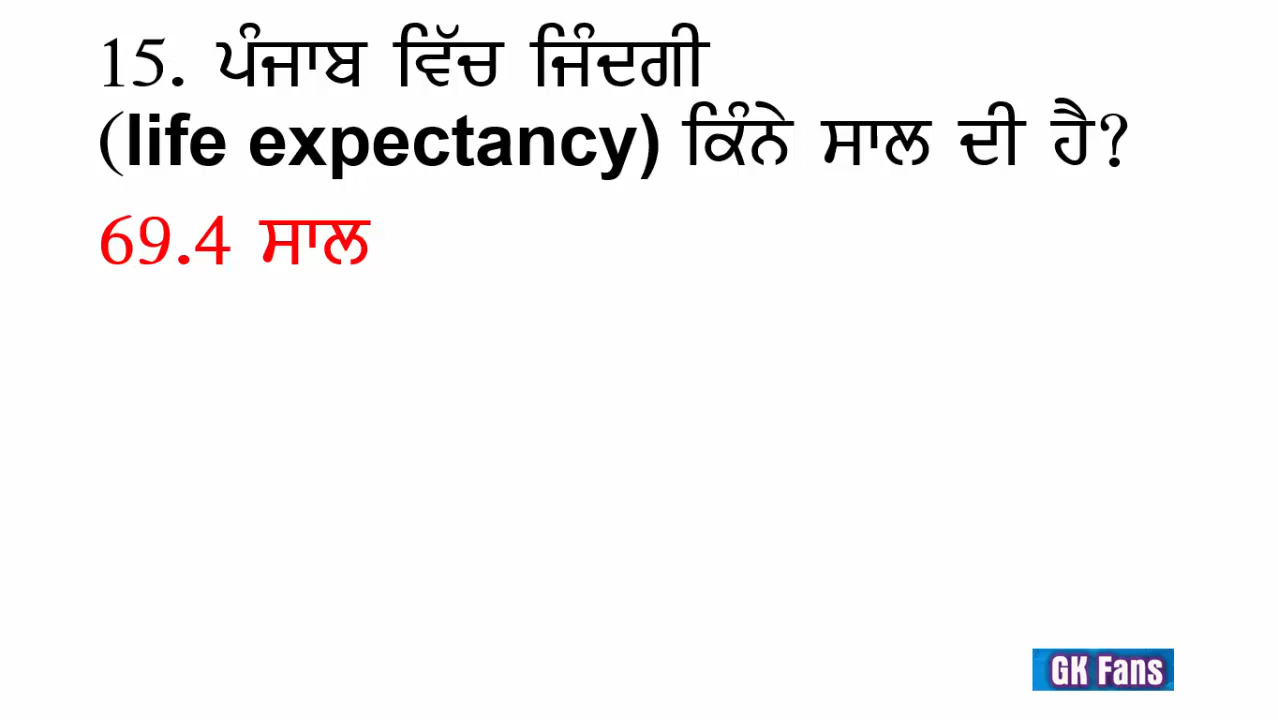 15. ਪੰਜਾਬ ਵਿੱਚ ਜਿੰਦਗੀ
(life expectancy) ਕਿੰਨੇ ਸਾਲ ਦੀ ਹੈ?
69.4 ਸਾਲ
GK Fans